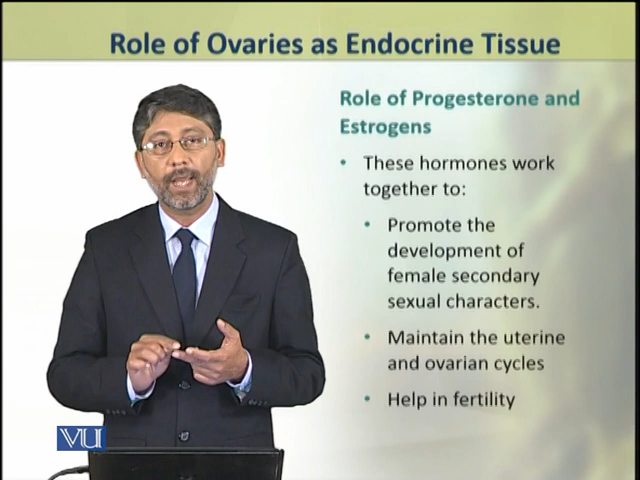 Role of Ovaries as Endocrine Tissue
Role of Progesterone and
Estrogens
• These hormones work
together to:
• Promote the
development of
female secondary
sexual characters.
• Maintain the uterine
and ovarian cycles
• Help in fertility
VU